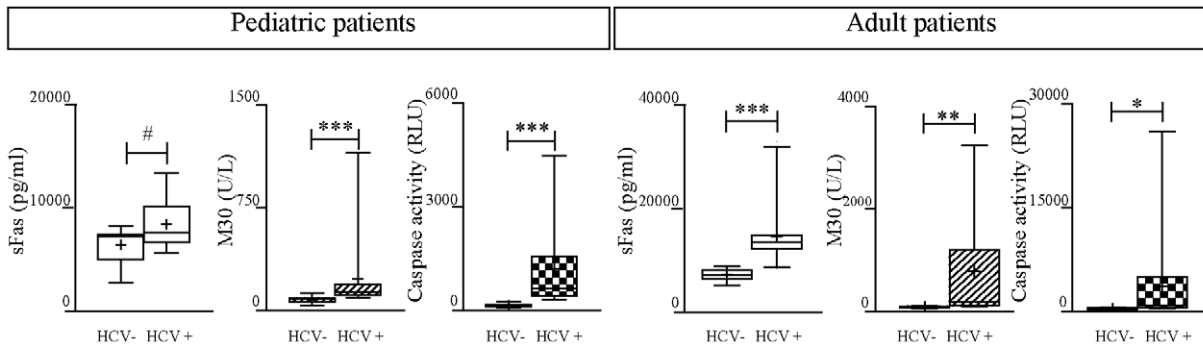 Pediatric patients
Adult patients
sFas (pg/ml)
20000
10000
0
#
HCV- HCV +
M30 (U/L)
1500
750
0
***
HCV- HCV +
Caspase activity (RLU)
6000
3000
0
***
HCV- HCV +
sFas (pg/ml)
40000
20000
0
***
HCV- HCV +
M30 (U/L)
4000
2000
0
**
HCV- HCV +
Caspase activity (RLU)
30000
15000
0
*
HCV- HCV +